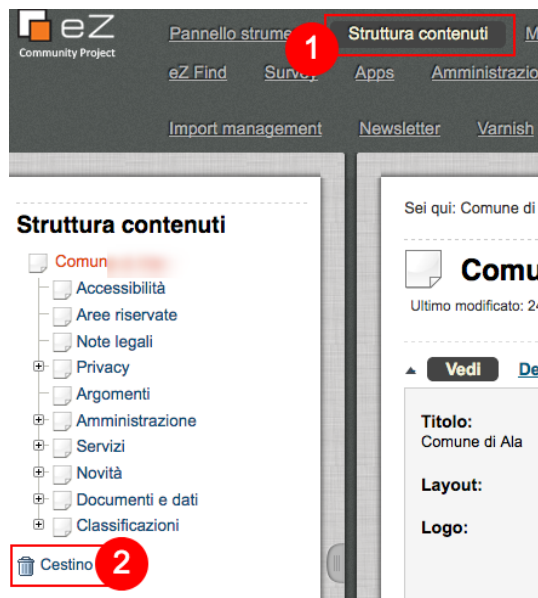 eZ
Community Project
Pannello strume
1
Struttura contenuti
M
eZ Find
Survey
Apps
Amministrazio
Import management
Newsletter
Varnish
Struttura contenuti
Comun
Accessibilità
Aree riservate
Note legali
Privacy
Argomenti
Amministrazione
Servizi
Novità
Documenti e dati
Classificazioni
Cestino
2
Sei qui: Comune di
Comu
Ultimo modificato: 24
Vedi
De
Titolo:
Comune di Ala
Layout:
Logo: